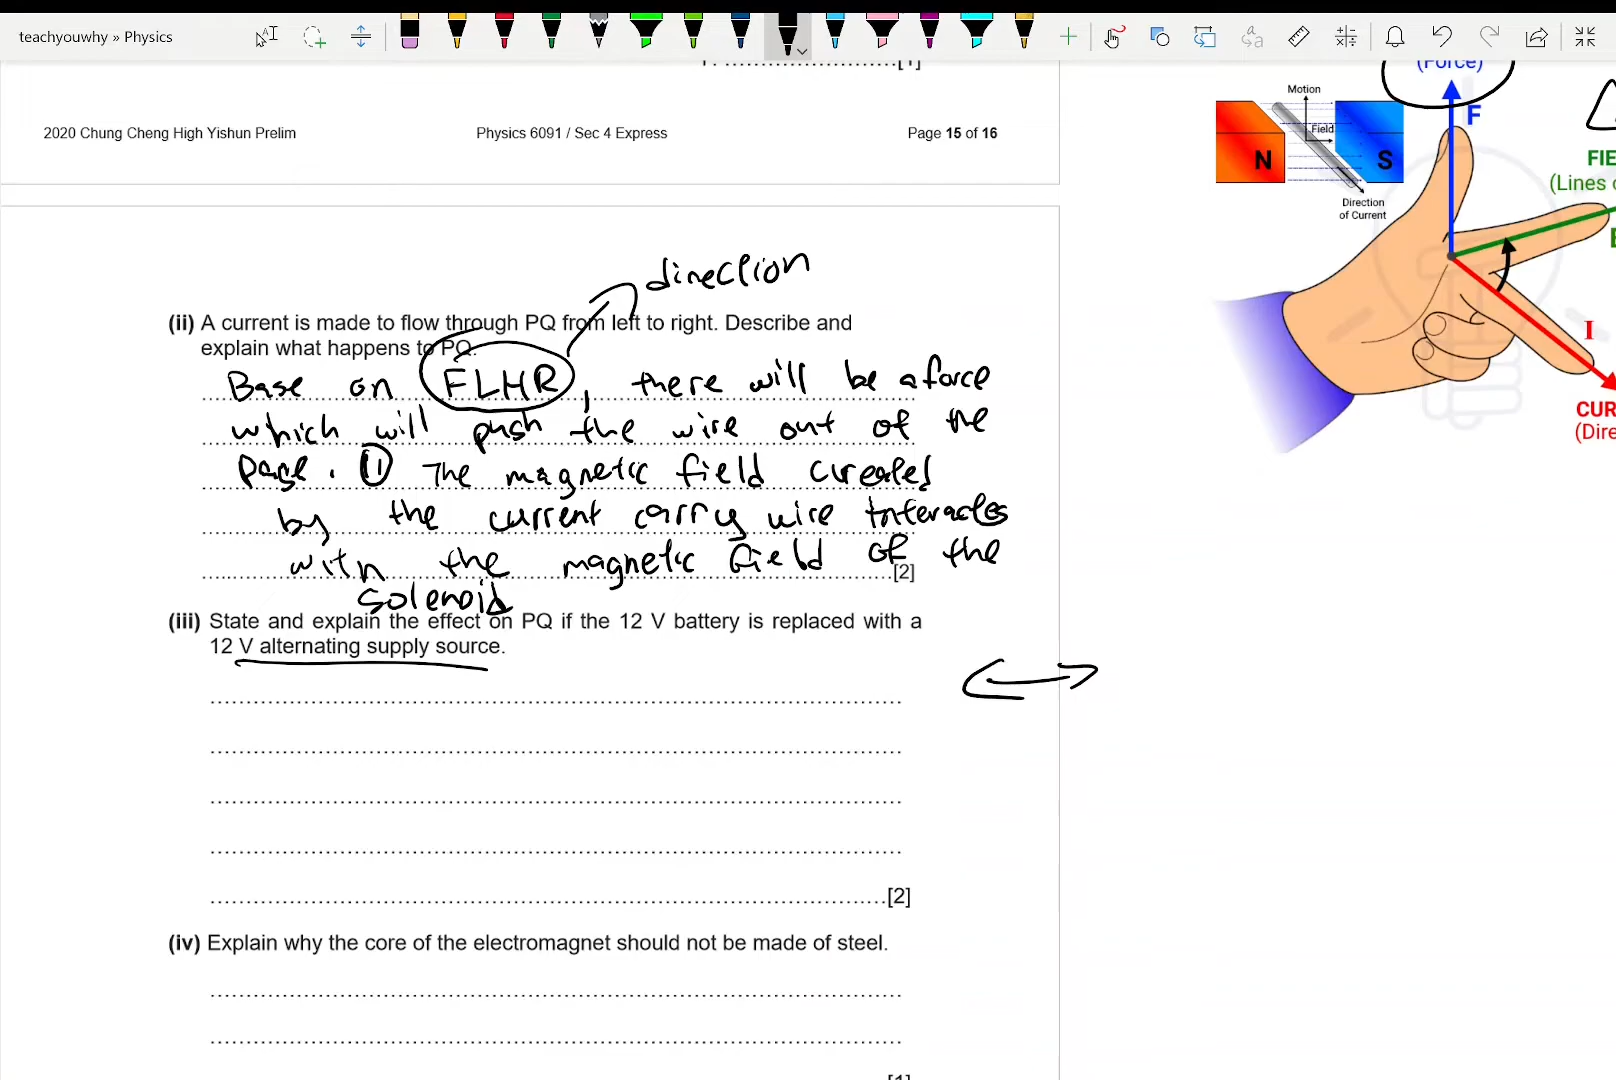 teachyouwhy » Physics
[1]
2020 Chung Cheng High Yishun Prelim
Physics 6091 / Sec 4 Express
Page 15 of 16
(Force)
F
Motion
Field
N
S
Direction
of Current
FIE
(Lines o
I
CUR
(Dire
direction
(ii) A current is made to flow through PQ from left to right. Describe and
explain what happens to PQ.
Base on FLHR, there will be a force
which will push the wire out of the
page. ① The magnetic field created
by the current carry wire interactes
with the magnetic field of the
[2]
solenoid
(iii) State and explain the effect on PQ if the 12 V battery is replaced with a
12 V alternating supply source.
[2]
(iv) Explain why the core of the electromagnet should not be made of steel.
[1]